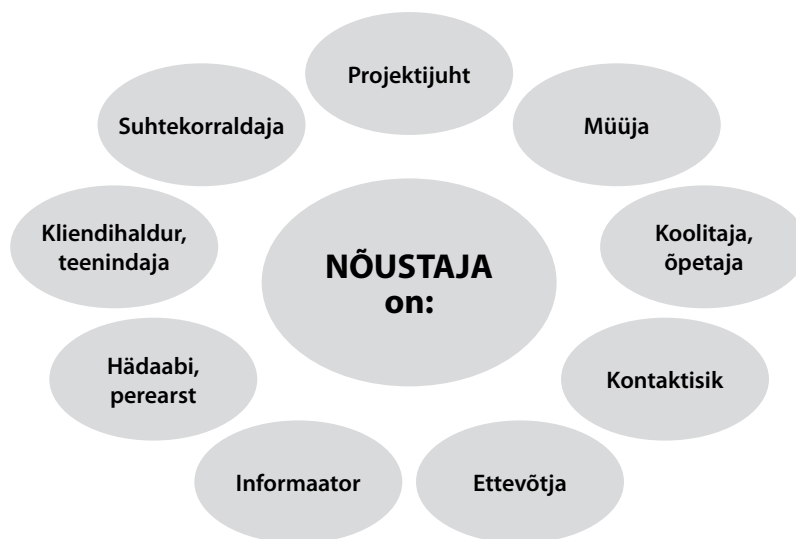 Projektijuht
Suhtekorraldaja
Müüja
Kliendihaldur,
teenindaja
NÕUSTAJA
on:
Koolitaja,
õpetaja
Hädaabi,
perearst
Kontaktisik
Informaator
Ettevõtja